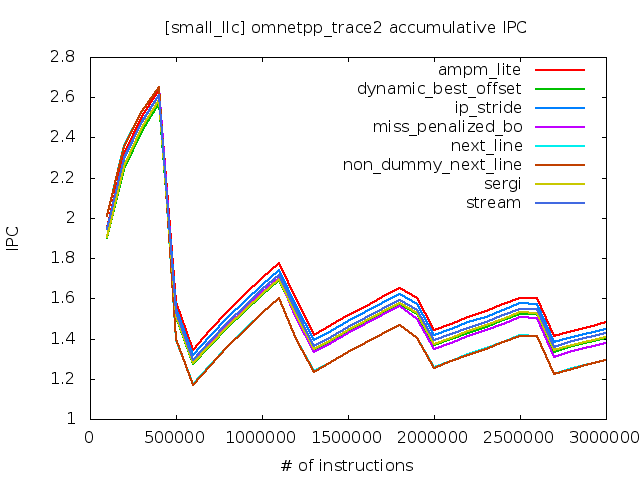 [small_llc] omnetpp_trace2 accumulative IPC
2.8
2.6
2.4
2.2
2
1.8
1.6
1.4
1.2
1
IPC
ampm_lite
dynamic_best_offset
ip_stride
miss_penalized_bo
next_line
non_dummy_next_line
sergi
stream
0 500000 1000000 1500000 2000000 2500000 3000000
# of instructions